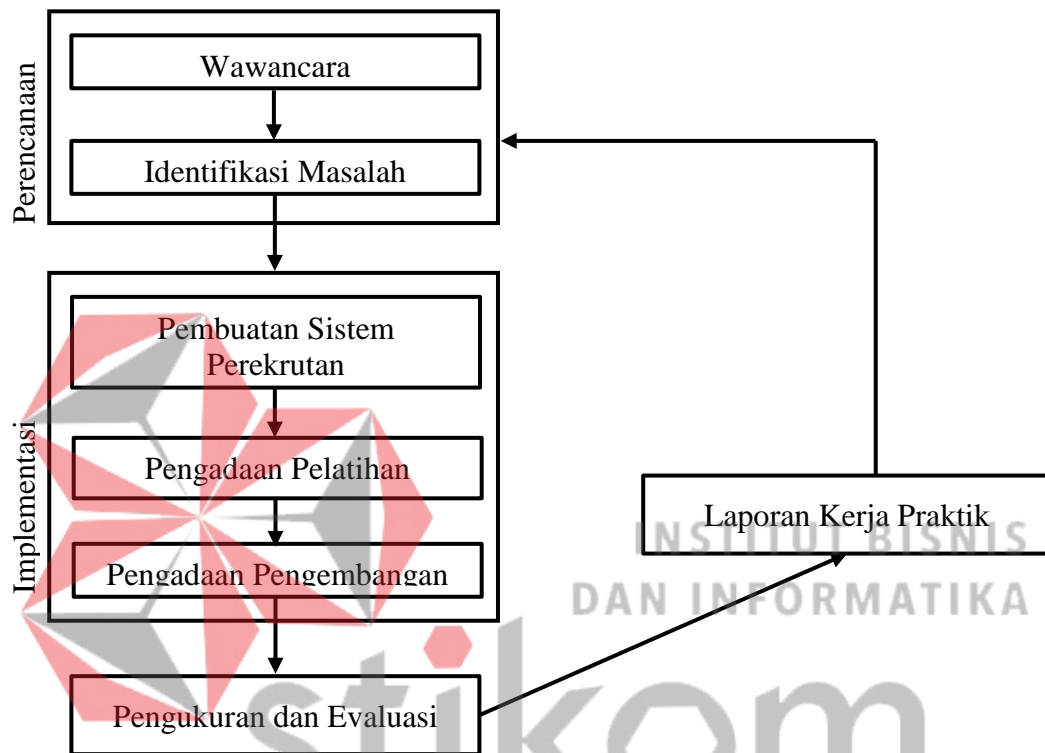 Perencanaan
Wawancara
Identifikasi Masalah
Implementasi
Pembuatan Sistem
Perekrutan
Pengadaan Pelatihan
Pengadaan Pengembangan
Pengukuran dan Evaluasi
Laporan Kerja Praktik
INSTITUT BISNIS
DAN INFORMATIKA
stikom